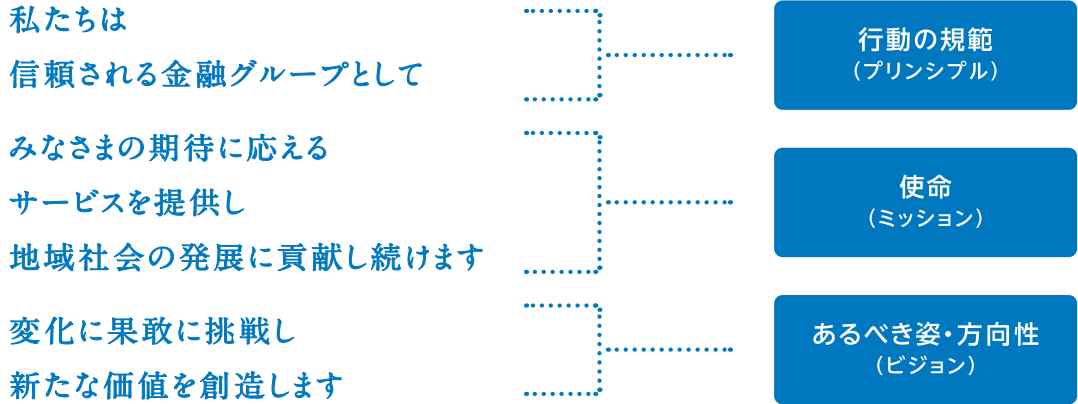 私たちは
信頼される金融グループとして
行動の規範
（プリンシプル）
みなさまの期待に応える
サービスを提供し
地域社会の発展に貢献し続けます
使命
（ミッション）
変化に果敢に挑戦し
新たな価値を創造します
あるべき姿・方向性
（ビジョン）